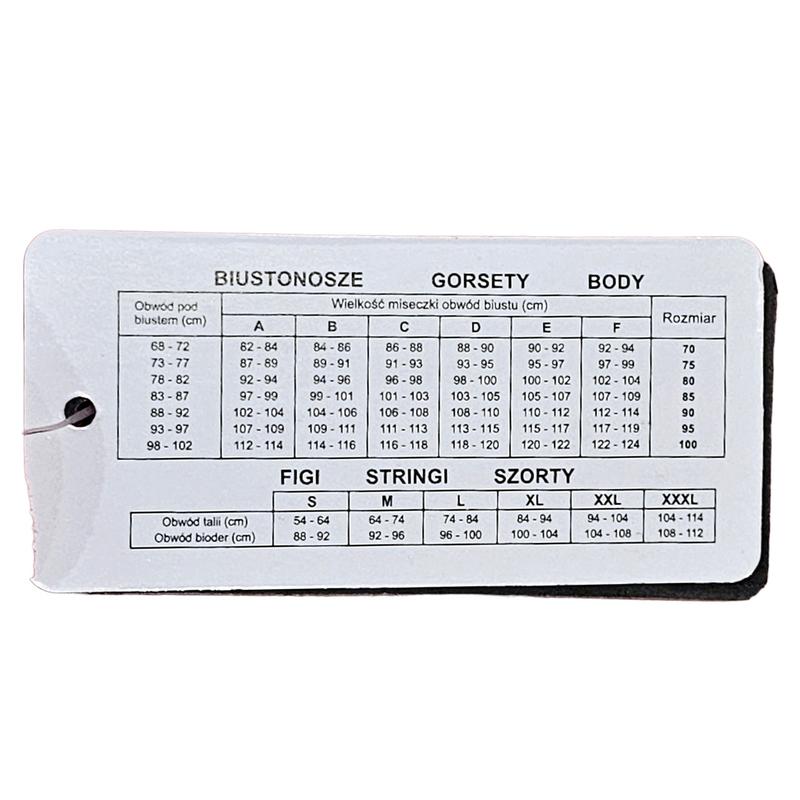 BIUSTONOSZE GORSETY BODY
Obwód pod biustem (cm) Wielkość miseczki obwód biustu (cm) Rozmiar
A B C D E F
68 - 72 82 - 84 84 - 86 86 - 88 88 - 90 90 - 92 92 - 94 70
73 - 77 87 - 89 89 - 91 91 - 93 93 - 95 95 - 97 97 - 99 75
78 - 82 92 - 94 94 - 96 96 - 98 98 - 100 100 - 102 102 - 104 80
83 - 87 97 - 99 99 - 101 101 - 103 103 - 105 105 - 107 107 - 109 85
88 - 92 102 - 104 104 - 106 106 - 108 108 - 110 110 - 112 112 - 114 90
93 - 97 107 - 109 109 - 111 111 - 113 113 - 115 115 - 117 117 - 119 95
98 - 102 112 - 114 114 - 116 116 - 118 118 - 120 120 - 122 122 - 124 100
FIGI STRINGI SZORTY
S M L XL XXL XXXL
Obwód talii (cm) 54 - 64 64 - 74 74 - 84 84 - 94 94 - 104 104 - 114
Obwód bioder (cm) 88 - 92 92 - 96 96 - 100 100 - 104 104 - 108 108 - 112